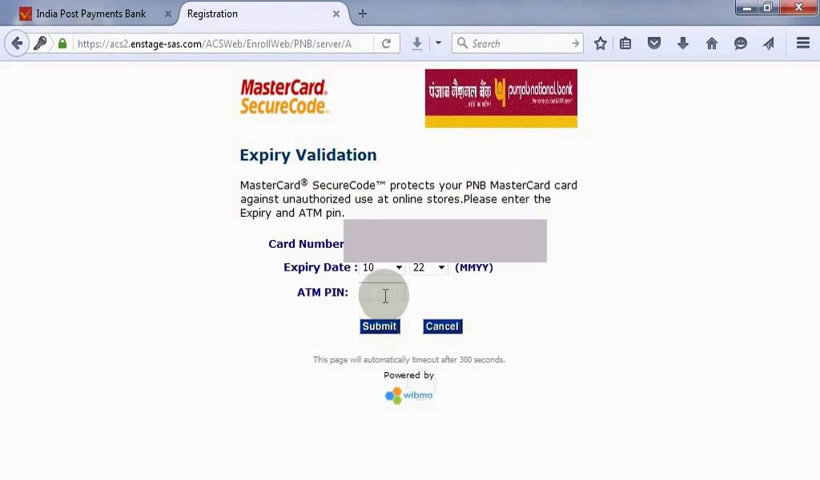 India Post Payments Bank
Registration
https://acs2.enstage-sas.com/ACSWeb/EnrollWeb/PNB/server/A
Search
MasterCard.
SecureCode™
पंजाब नैशनल बैंक punjab national bank
Expiry Validation
MasterCard® SecureCode™ protects your PNB MasterCard card
against unauthorized use at online stores.Please enter the
Expiry and ATM pin.
Card Number
Expiry Date : 10 22 (MMYY)
ATM PIN:
Submit Cancel
This page will automatically timeout after 300 seconds.
Powered by
wibmo